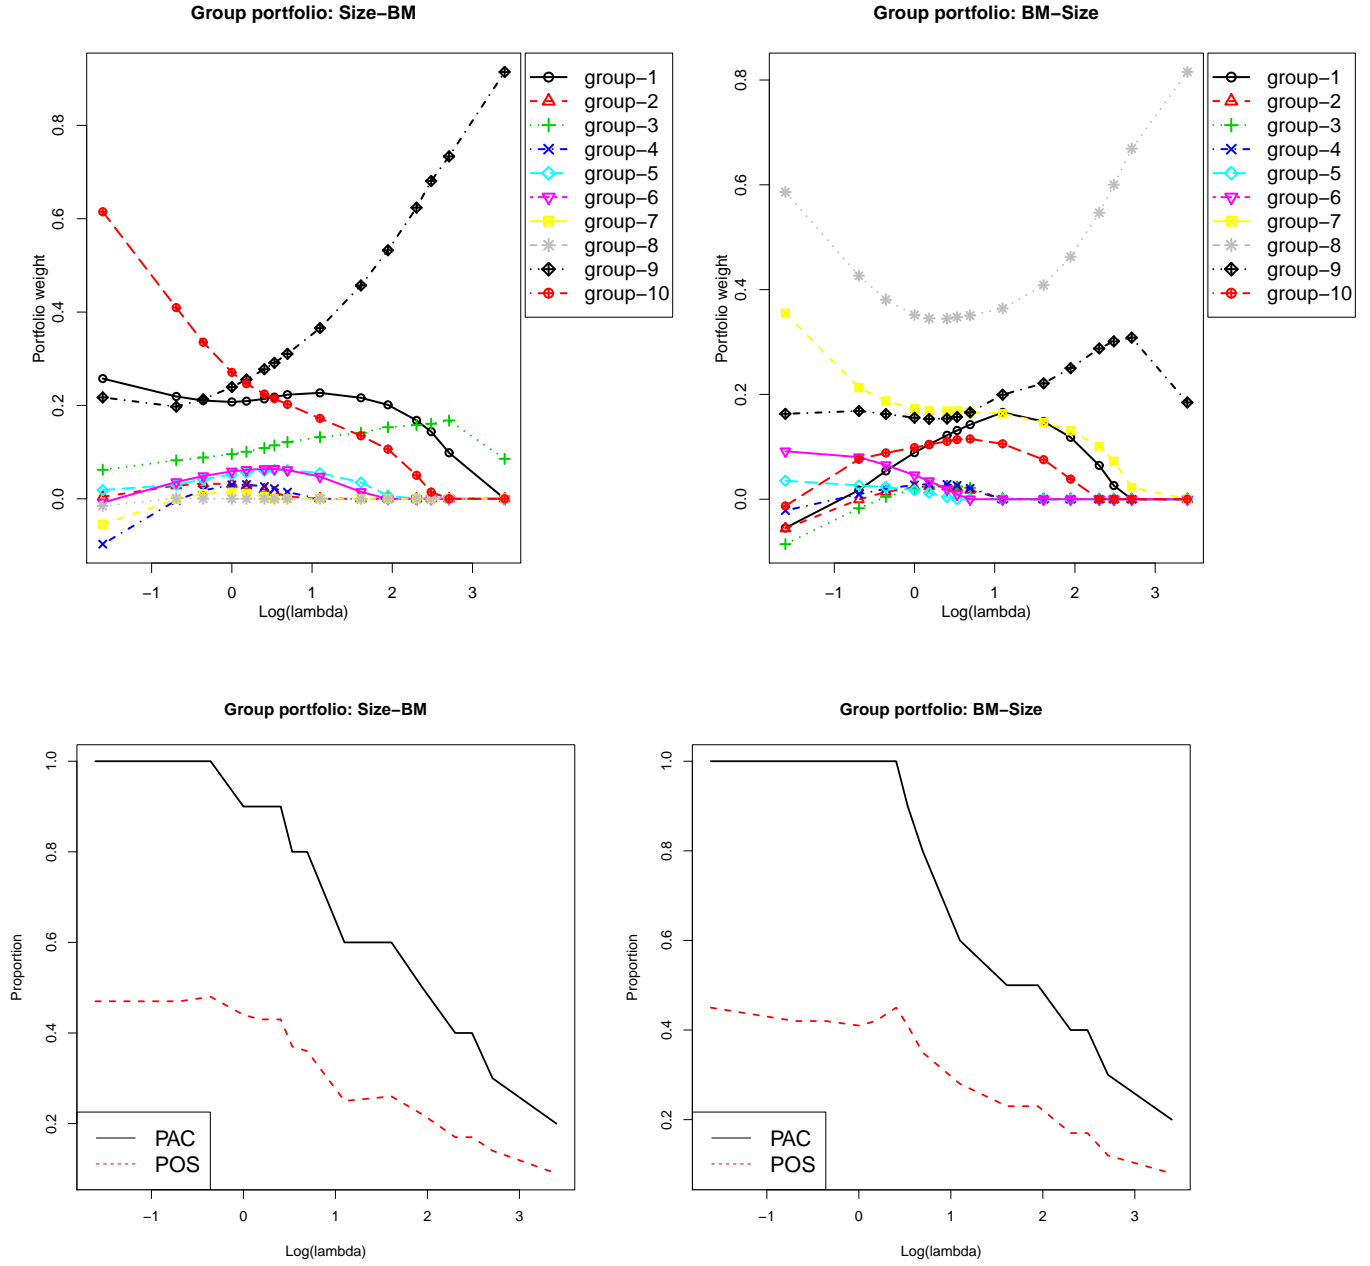 Group portfolio: Size−BM
Portfolio weight
0.0
0.2
0.4
0.6
0.8
−1
0
1
2
3
Log(lambda)
group−1
group−2
group−3
group−4
group−5
group−6
group−7
group−8
group−9
group−10
Group portfolio: BM−Size
Portfolio weight
0.0
0.2
0.4
0.6
0.8
−1
0
1
2
3
Log(lambda)
group−1
group−2
group−3
group−4
group−5
group−6
group−7
group−8
group−9
group−10
Group portfolio: Size−BM
Proportion
0.2
0.4
0.6
0.8
1.0
−1
0
1
2
3
Log(lambda)
PAC
POS
Group portfolio: BM−Size
Proportion
0.2
0.4
0.6
0.8
1.0
−1
0
1
2
3
Log(lambda)
PAC
POS